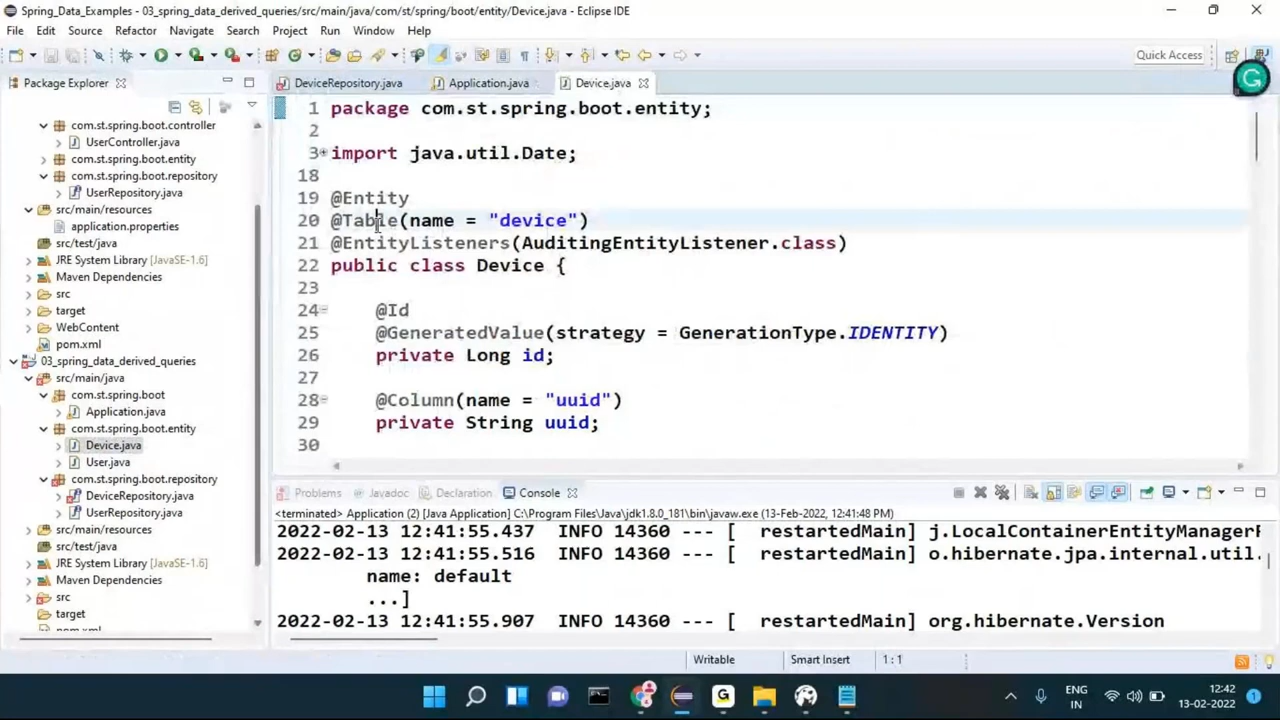 Spring_Data_Examples - 03_spring_data_derived_queries/src/main/java/com/st/spring/boot/entity/Device.java - Eclipse IDE
File Edit Source Refactor Navigate Search Project Run Window Help
Quick Access
Package Explorer
DeviceRepository.java Application.java Device.java
com.st.spring.boot.controller
UserController.java
com.st.spring.boot.entity
com.st.spring.boot.repository
UserRepository.java
src/main/resources
application.properties
src/test/java
JRE System Library [JavaSE-1.6]
Maven Dependencies
src
target
WebContent
pom.xml
03_spring_data_derived_queries
src/main/java
com.st.spring.boot
Application.java
com.st.spring.boot.entity
Device.java
User.java
com.st.spring.boot.repository
DeviceRepository.java
UserRepository.java
src/main/resources
src/test/java
JRE System Library [JavaSE-1.6]
Maven Dependencies
src
target
pom.xml
1 package com.st.spring.boot.entity;
2
3 import java.util.Date;
18
19 @Entity
20 @Table(name = "device")
21 @EntityListeners(AuditingEntityListener.class)
22 public class Device {
23
24 @Id
25 @GeneratedValue(strategy = GenerationType.IDENTITY)
26 private Long id;
27
28 @Column(name = "uuid")
29 private String uuid;
30
Problems Javadoc Declaration Console
<terminated> Application (2) [Java Application] C:\Program Files\Java\jdk1.8.0_181\bin\javaw.exe (13-Feb-2022, 12:41:48 PM)
2022-02-13 12:41:55.437 INFO 14360 --- [ restartedMain] j.LocalContainerEntityManagerF
2022-02-13 12:41:55.516 INFO 14360 --- [ restartedMain] o.hibernate.jpa.internal.util.
name: default
...]
2022-02-13 12:41:55.907 INFO 14360 --- [ restartedMain] org.hibernate.Version
Writable Smart Insert 1 : 1
ENG
IN
12:42
13-02-2022